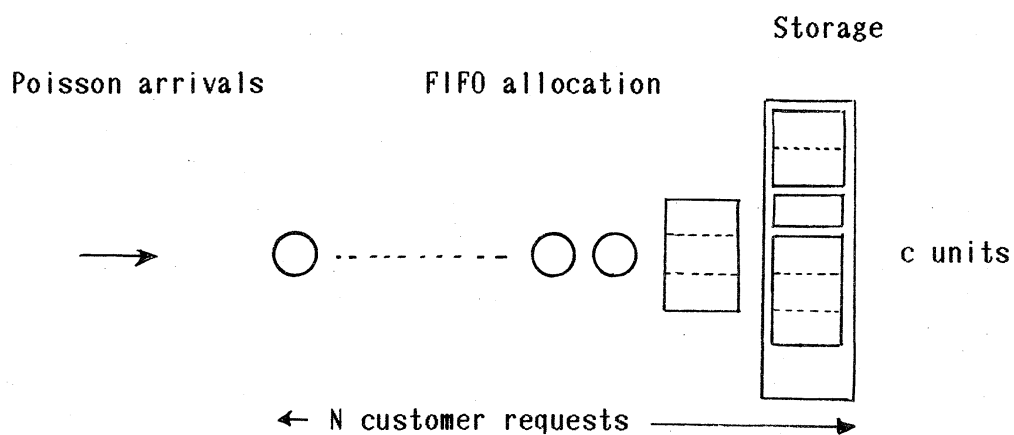 Storage
Poisson arrivals
FIFO allocation
c units
N customer requests